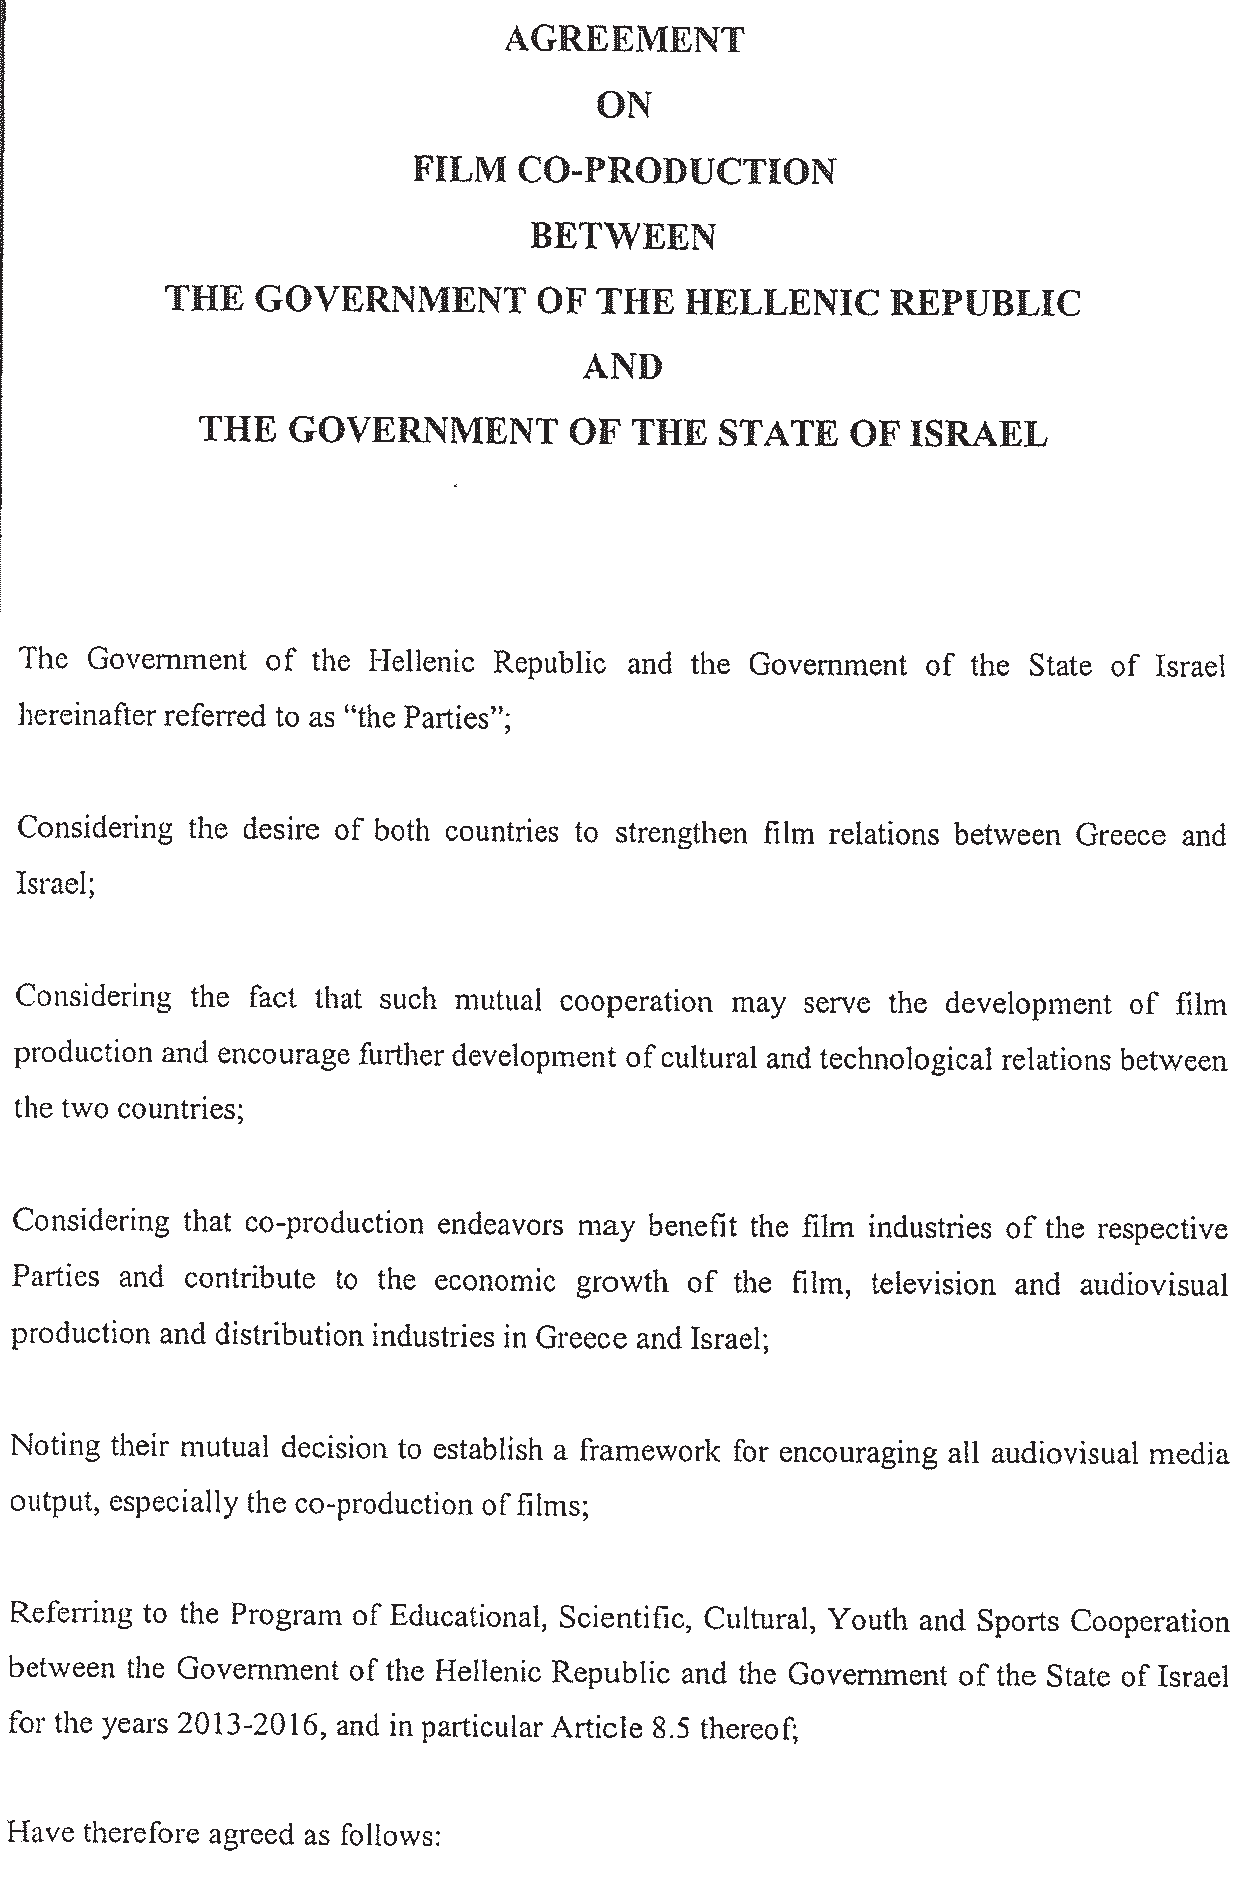 AGREEMENT
ON
FILM CO-PRODUCTION
BETWEEN
THE GOVERNMENT OF THE HELLENIC REPUBLIC
AND
THE GOVERNMENT OF THE STATE OF ISRAEL
The Government of the Hellenic Republic and the Government of the State of Israel
hereinafter referred to as “the Parties”;
Considering the desire of both countries to strengthen film relations between Greece and
Israel;
Considering the fact that such mutual cooperation may serve the development of film
production and encourage further development of cultural and technological relations between
the two countries;
Considering that co-production endeavors may benefit the film industries of the respective
Parties and contribute to the economic growth of the film, television and audiovisual
production and distribution industries in Greece and Israel;
Noting their mutual decision to establish a framework for encouraging all audiovisual media
output, especially the co-production of films;
Referring to the Program of Educational, Scientific, Cultural, Youth and Sports Cooperation
between the Government of the Hellenic Republic and the Government of the State of Israel
for the years 2013-2016, and in particular Article 8.5 thereof;
Have therefore agreed as follows: